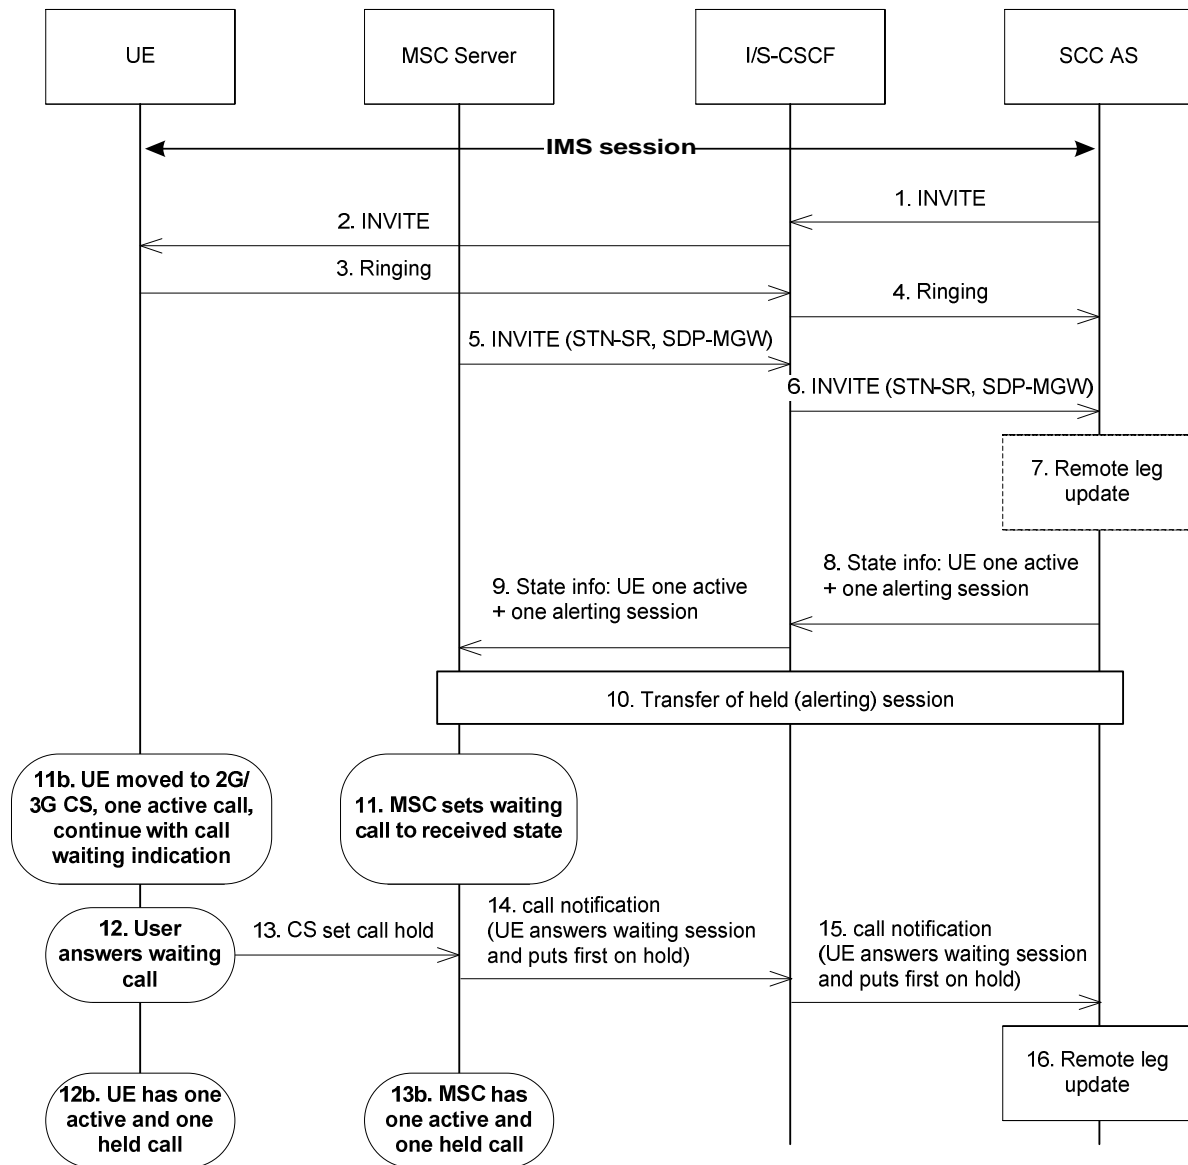 UE
MSC Server
I/S-CSCF
SCC AS
IMS session
1. INVITE
2. INVITE
3. Ringing
4. Ringing
5. INVITE (STN-SR, SDP-MGW)
6. INVITE (STN-SR, SDP-MGW)
7. Remote leg
update
8. State info: UE one active
+ one alerting session
9. State info: UE one active
+ one alerting session
10. Transfer of held (alerting) session
11b. UE moved to 2G/
3G CS, one active call,
continue with call
waiting indication
11. MSC sets waiting
call to received state
12. User
answers waiting
call
13. CS set call hold
14. call notification
(UE answers waiting session
and puts first on hold)
15. call notification
(UE answers waiting session
and puts first on hold)
16. Remote leg
update
12b. UE has one
active and one
held call
13b. MSC has
one active and
one held call